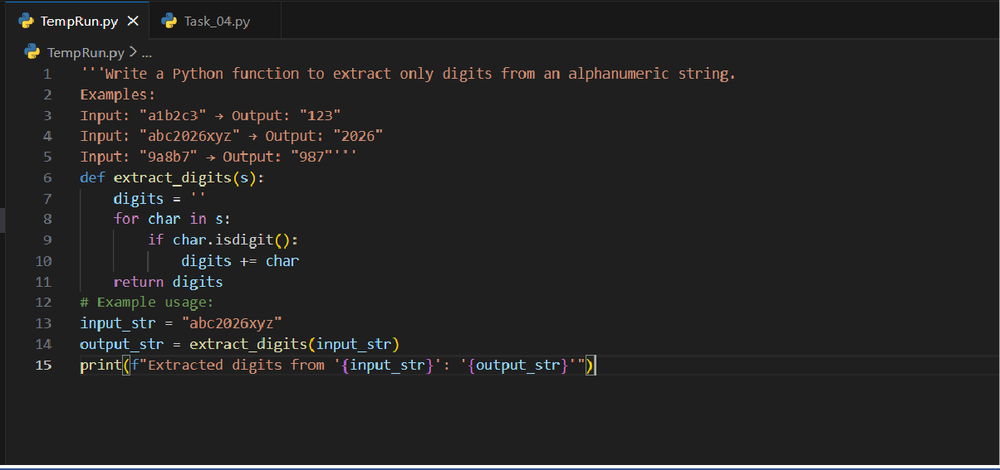 TempRun.py Task_04.py
TempRun.py > ...
1 '''Write a Python function to extract only digits from an alphanumeric string.
2 Examples:
3 Input: "a1b2c3" → Output: "123"
4 Input: "abc2026xyz" → Output: "2026"
5 Input: "9a8b7" → Output: "987"'''
6 def extract_digits(s):
7     digits = ''
8     for char in s:
9         if char.isdigit():
10             digits += char
11     return digits
12 # Example usage:
13 input_str = "abc2026xyz"
14 output_str = extract_digits(input_str)
15 print(f"Extracted digits from '{input_str}': '{output_str}'")